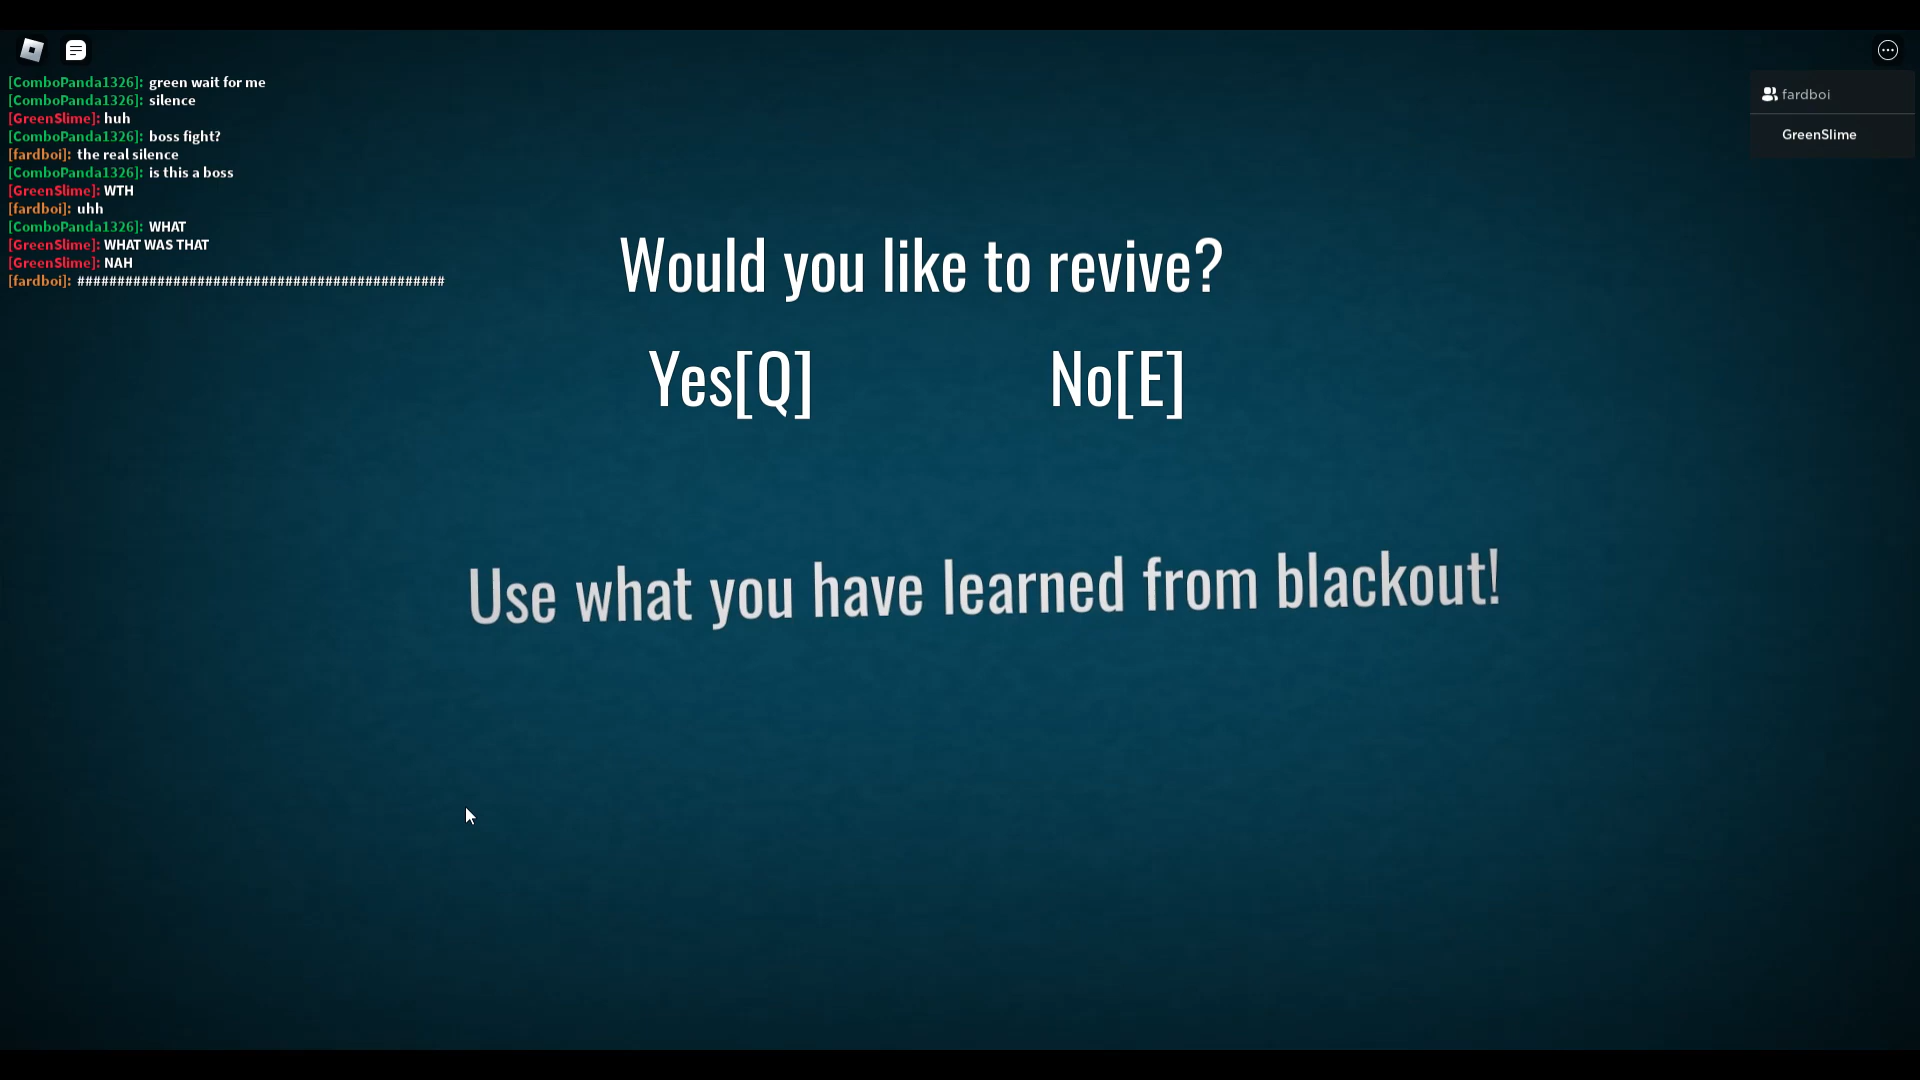 [ComboPanda1326]: green wait for me
[ComboPanda1326]: silence
[GreenSlime]: huh
[ComboPanda1326]: boss fight?
[fardboi]: the real silence
[ComboPanda1326]: is this a boss
[GreenSlime]: WTH
[fardboi]: uhh
[ComboPanda1326]: WHAT
[GreenSlime]: WHAT WAS THAT
[GreenSlime]: NAH
[fardboi]: ##############################################
fardboi
GreenSlime
Would you like to revive?
Yes[Q] No[E]
Use what you have learned from blackout!